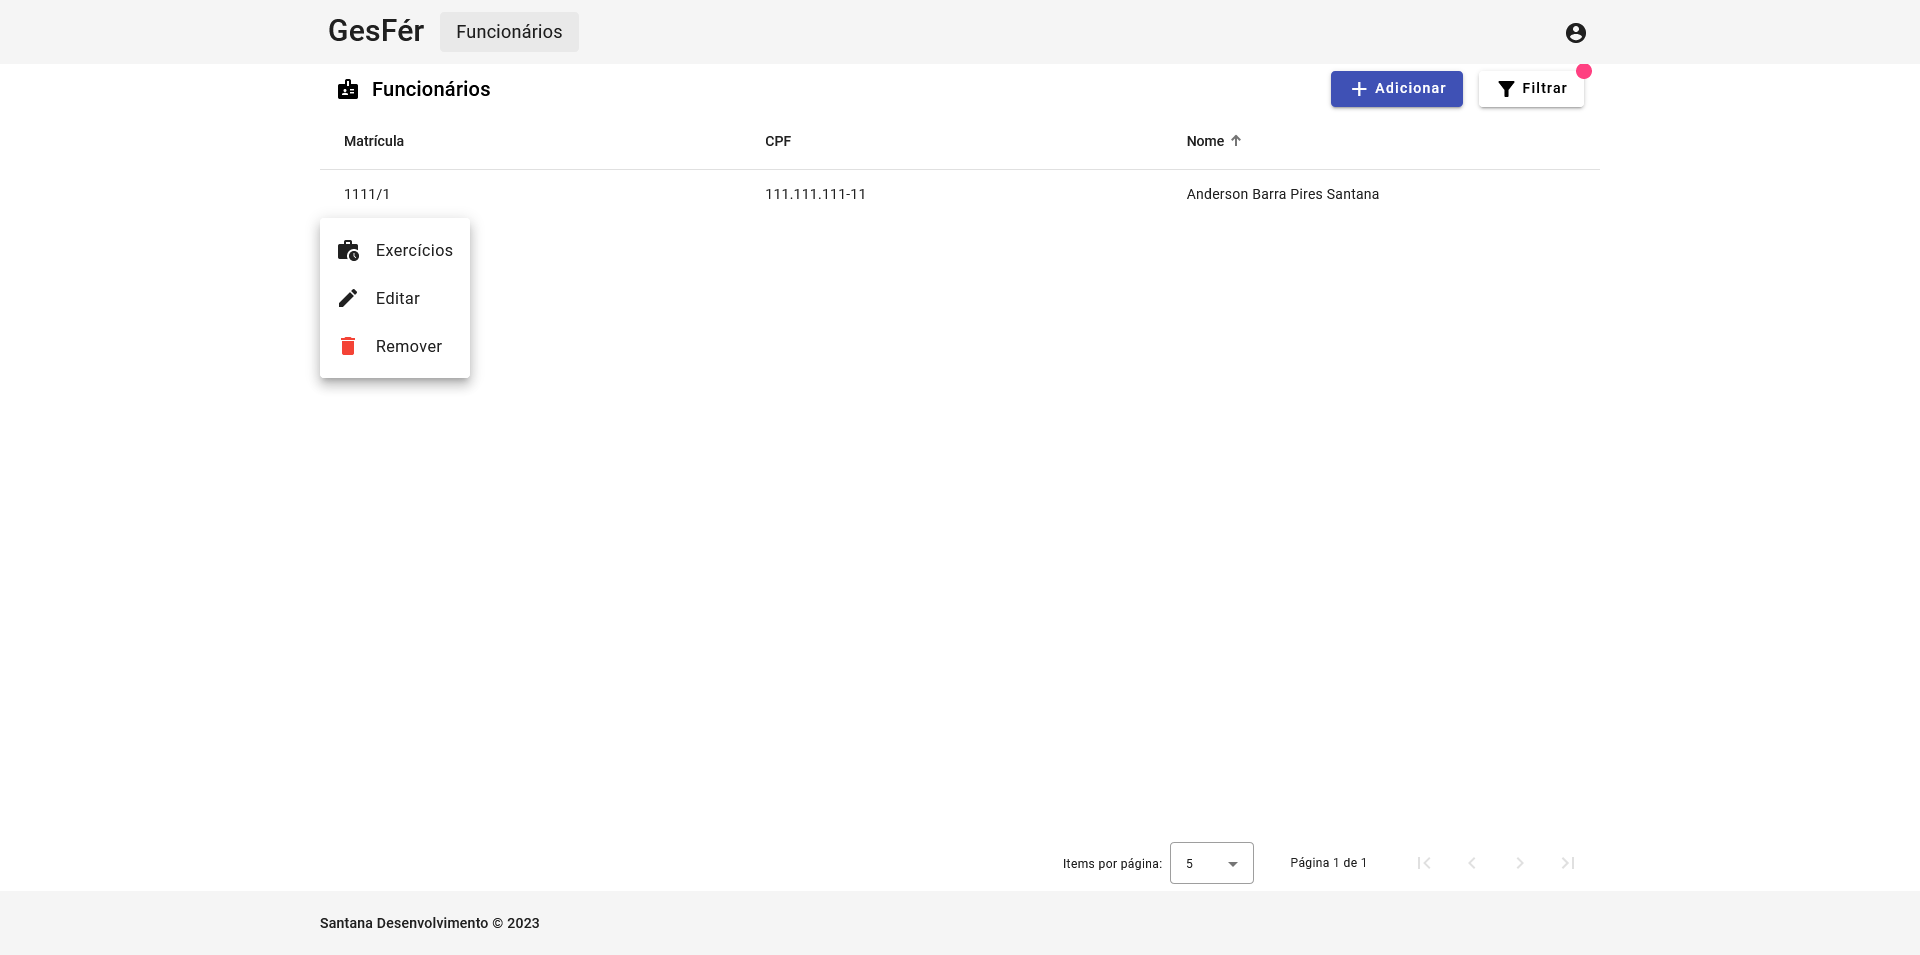 GesFér
Funcionários
Funcionários
Adicionar
Filtrar
Matrícula
CPF
Nome
1111/1
111.111.111-11
Anderson Barra Pires Santana
Exercícios
Editar
Remover
Items por página:
5
Página 1 de 1
Santana Desenvolvimento © 2023